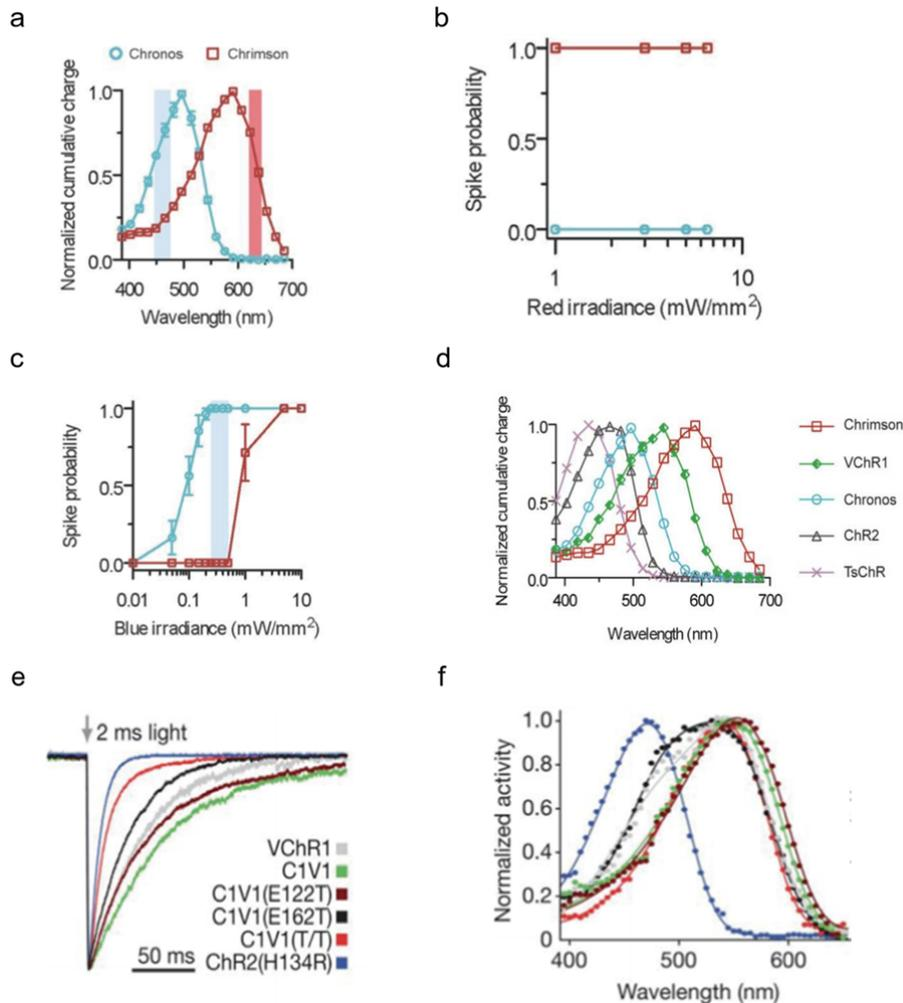 a
Chronos Chrimson
Normalized cumulative charge
1.0
0.5
0.0
400 500 600 700
Wavelength (nm)
b
Spike probability
1.0
0.5
0.0
1 10
Red irradiance (mW/mm²)
c
Spike probability
1.0
0.5
0.0
0.01 0.1 1 10
Blue irradiance (mW/mm²)
d
Normalized cumulative charge
1.0
0.5
0.0
400 500 600 700
Wavelength (nm)
Chrimson
VChR1
Chronos
ChR2
TsChR
e
2 ms light
VChR1
C1V1
C1V1(E122T)
C1V1(E162T)
C1V1(T/T)
ChR2(H134R)
50 ms
f
Normalized activity
1.0
0.8
0.6
0.4
0.2
0
400 500 600
Wavelength (nm)